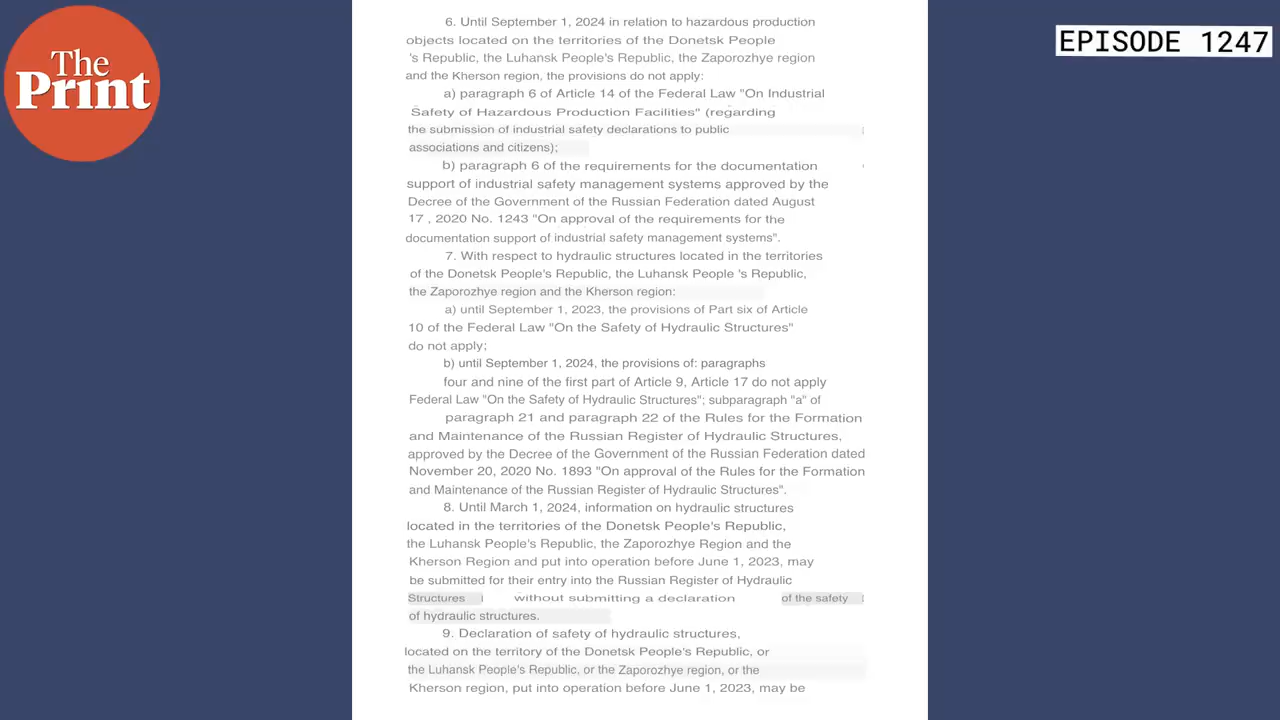 The
Print
EPISODE 1247
6. Until September 1, 2024 in relation to hazardous production
objects located on the territories of the Donetsk People
's Republic, the Luhansk People's Republic, the Zaporozhye region
and the Kherson region, the provisions do not apply:
a) paragraph 6 of Article 14 of the Federal Law "On Industrial
Safety of Hazardous Production Facilities" (regarding
the submission of industrial safety declarations to public
associations and citizens);
b) paragraph 6 of the requirements for the documentation
support of industrial safety management systems approved by the
Decree of the Government of the Russian Federation dated August
17 , 2020 No. 1243 "On approval of the requirements for the
documentation support of industrial safety management systems".
7. With respect to hydraulic structures located in the territories
of the Donetsk People's Republic, the Luhansk People 's Republic,
the Zaporozhye region and the Kherson region:
a) until September 1, 2023, the provisions of Part six of Article
10 of the Federal Law "On the Safety of Hydraulic Structures"
do not apply;
b) until September 1, 2024, the provisions of: paragraphs
four and nine of the first part of Article 9, Article 17 do not apply
Federal Law "On the Safety of Hydraulic Structures"; subparagraph "a" of
paragraph 21 and paragraph 22 of the Rules for the Formation
and Maintenance of the Russian Register of Hydraulic Structures,
approved by the Decree of the Government of the Russian Federation dated
November 20, 2020 No. 1893 "On approval of the Rules for the Formation
and Maintenance of the Russian Register of Hydraulic Structures".
8. Until March 1, 2024, information on hydraulic structures
located in the territories of the Donetsk People's Republic,
the Luhansk People's Republic, the Zaporozhye Region and the
Kherson Region and put into operation before June 1, 2023, may
be submitted for their entry into the Russian Register of Hydraulic
Structures without submitting a declaration of the safety
of hydraulic structures.
9. Declaration of safety of hydraulic structures,
located on the territory of the Donetsk People's Republic, or
the Luhansk People's Republic, or the Zaporozhye region, or the
Kherson region, put into operation before June 1, 2023, may be